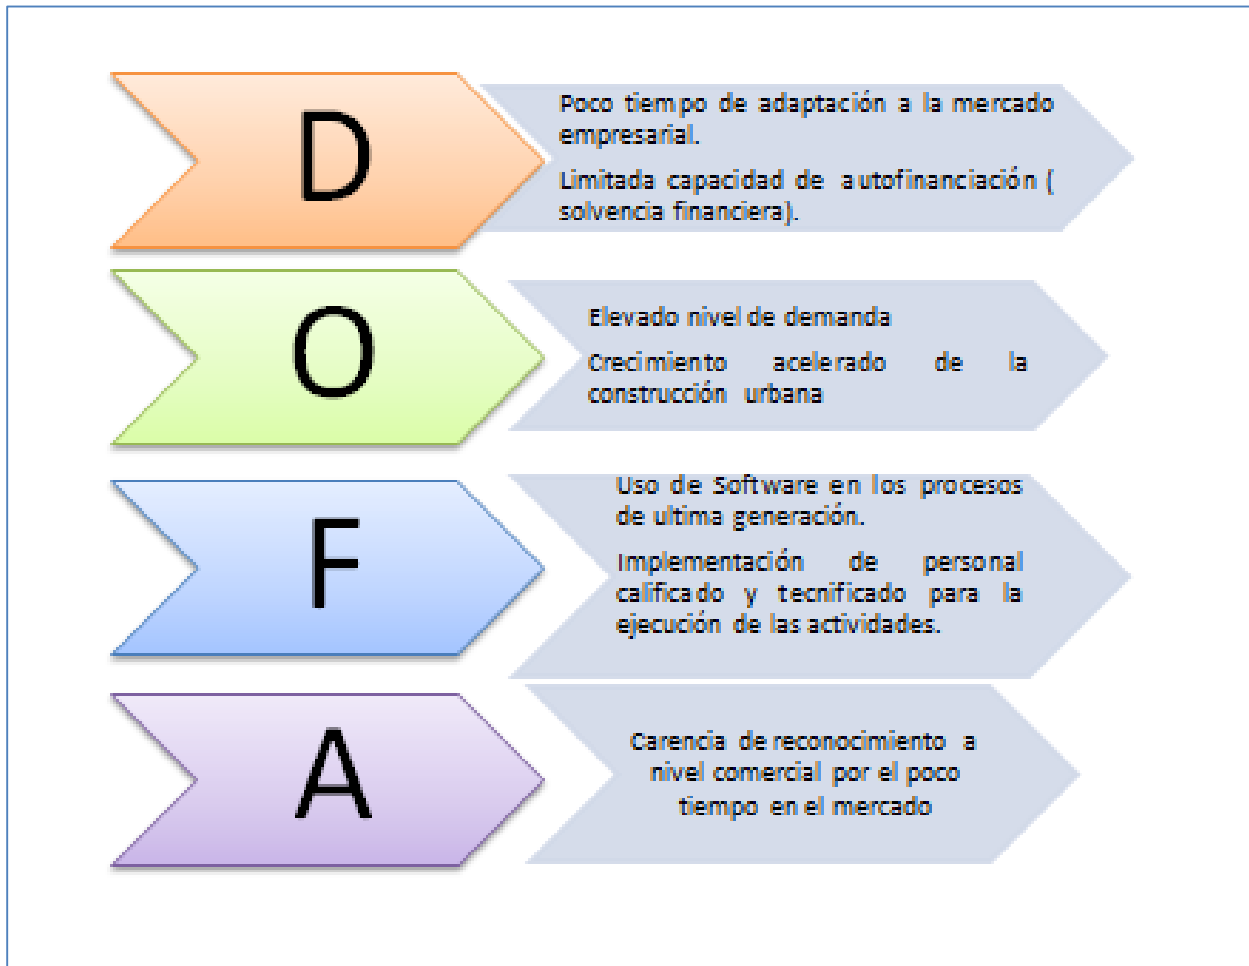 D
Poco tiempo de adaptación a la mercado
empresarial.
Limitada capacidad de autofinanciación (
solvencia financiera).
O
Elevado nivel de demanda
Crecimiento acelerado de la
construcción urbana
F
Uso de Software en los procesos
de ultima generación.
Implementación de personal
calificado y tecnificado para la
ejecución de las actividades.
A
Carencia de reconocimiento a
nivel comercial por el poco
tiempo en el mercado